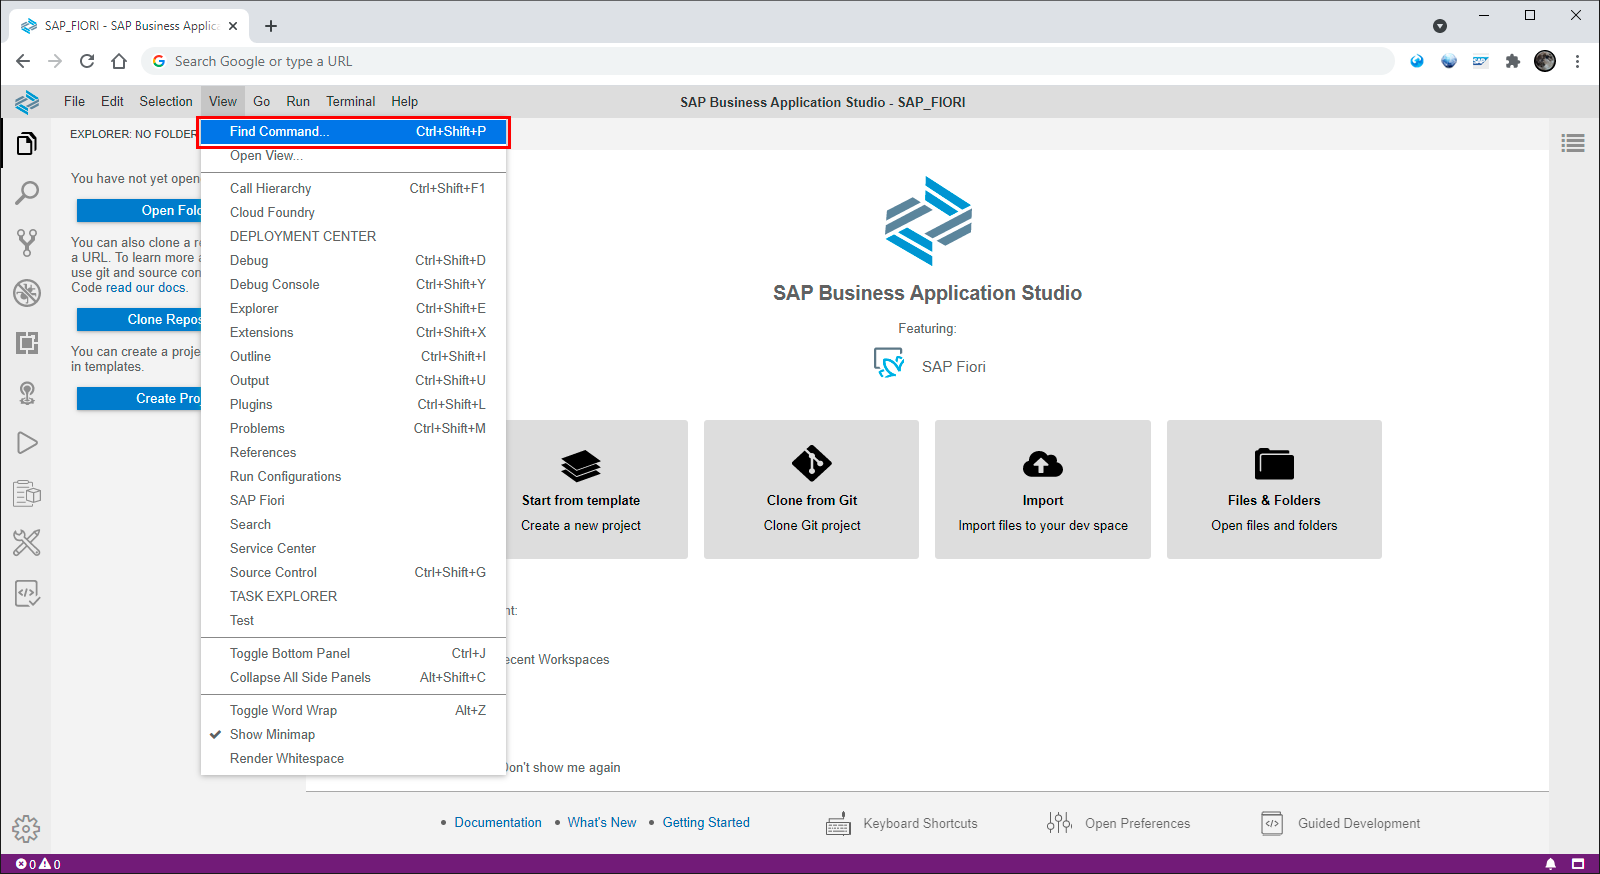 SAP_FIORI - SAP Business Applic
Search Google or type a URL
SAP
File Edit Selection View Go Run Terminal Help
SAP Business Application Studio - SAP_FIORI
EXPLORER: NO FOLDER
You have not yet open
Open Fol
You can also clone a r
a URL. To learn more
use git and source con
Code read our docs.
Clone Repos
You can create a proje
in templates.
Create Pro
Find Command... Ctrl+Shift+P
Open View...
Call Hierarchy Ctrl+Shift+F1
Cloud Foundry
DEPLOYMENT CENTER
Debug Ctrl+Shift+D
Debug Console Ctrl+Shift+Y
Explorer Ctrl+Shift+E
Extensions Ctrl+Shift+X
Outline Ctrl+Shift+I
Output Ctrl+Shift+U
Plugins Ctrl+Shift+L
Problems Ctrl+Shift+M
References
Run Configurations
SAP Fiori
Search
Service Center
Source Control Ctrl+Shift+G
TASK EXPLORER
Test
Toggle Bottom Panel Ctrl+J
Collapse All Side Panels Alt+Shift+C
Toggle Word Wrap Alt+Z
Show Minimap
Render Whitespace
SAP Business Application Studio
Featuring:
SAP Fiori
Start from template
Create a new project
Clone from Git
Clone Git project
Import
Import files to your dev space
Files & Folders
Open files and folders
nt:
ecent Workspaces
Don't show me again
Documentation
What's New
Getting Started
Keyboard Shortcuts
Open Preferences
Guided Development
0 0